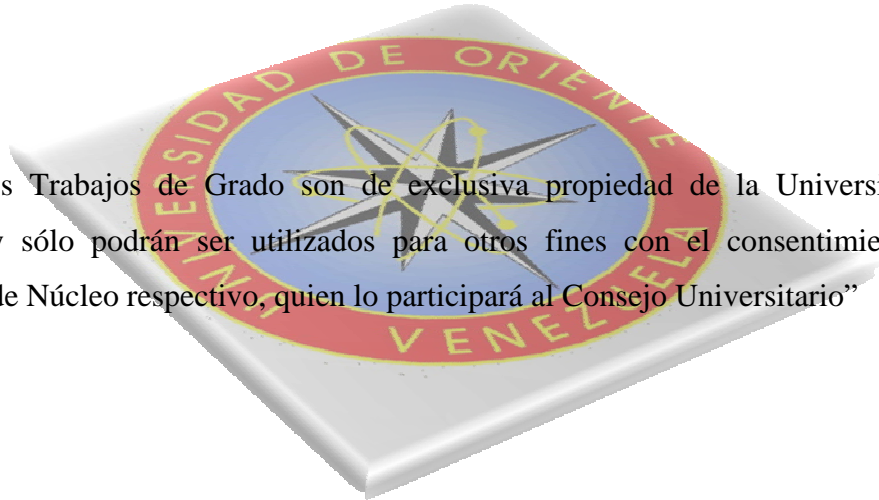 s Trabajos de Grado son de exclusiva propiedad de la Univers
sólo podrán ser utilizados para otros fines con el consentimie
de Núcleo respectivo, quien lo participará al Consejo Universitario”
UNIVERSIDAD DE ORIENTE
VENEZUELA